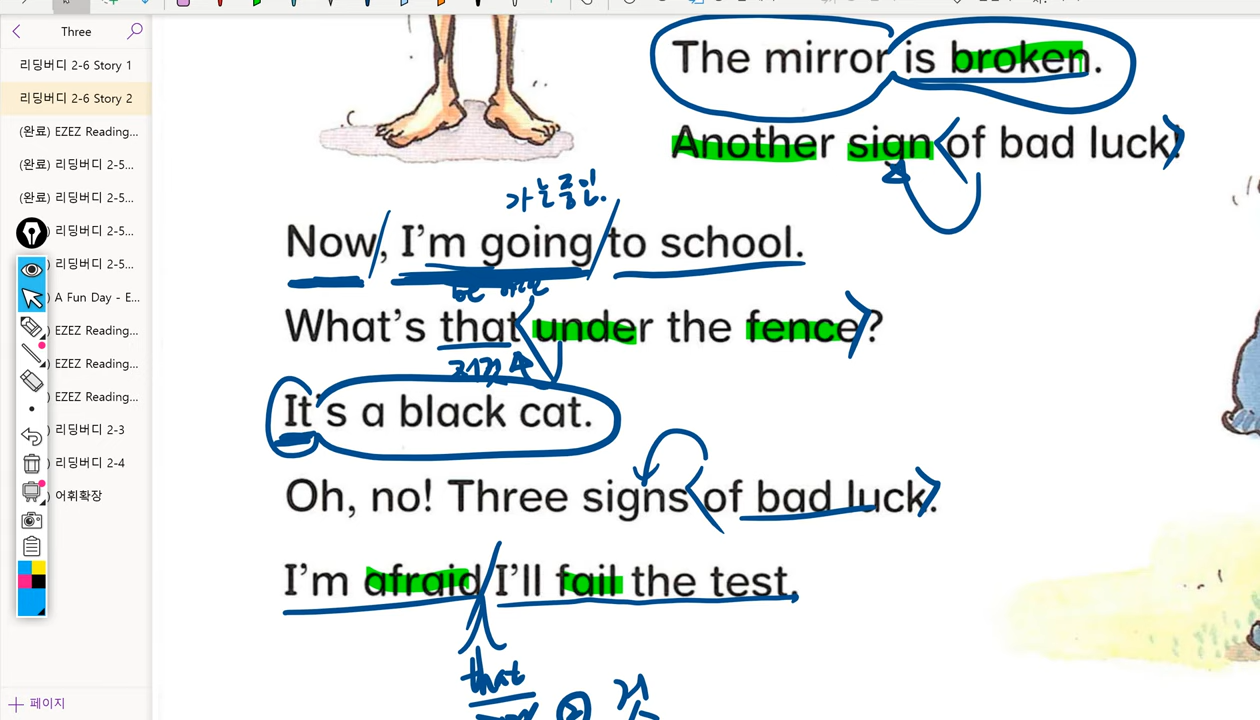 Three
리딩버디 2-6 Story 1
리딩버디 2-6 Story 2
(완료) EZEZ Reading...
(완료) 리딩버디 2-5...
(완료) 리딩버디 2-5...
) 리딩버디 2-5...
) 리딩버디 2-5...
) A Fun Day - E...
) EZEZ Reading...
) EZEZ Reading...
EZEZ Reading...
리딩버디 2-3
리딩버디 2-4
어휘확장
페이지
The mirror is broken.
Another sign of bad luck!
가는중임.
Now, I'm going to school.
What's that under the fence?
저것
It's a black cat.
Oh, no! Three signs of bad luck.
I'm afraid I'll fail the test.
that
것